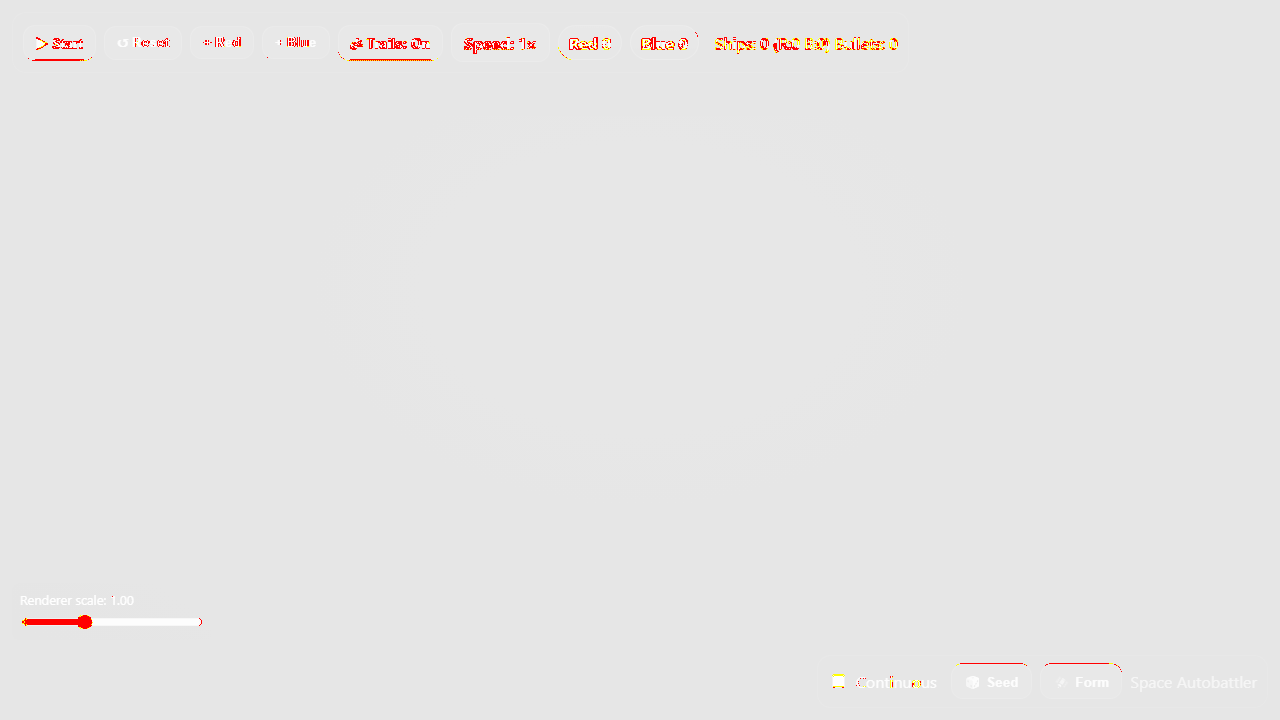 ▶ Start ↺ Reset + Red + Blue Trails: On Speed: 1x Red 0 Blue 0 Ships: 0 (R:0 B:0) Bullets: 0
Renderer scale: 1.00
Continuous Seed Form Space Autobattler